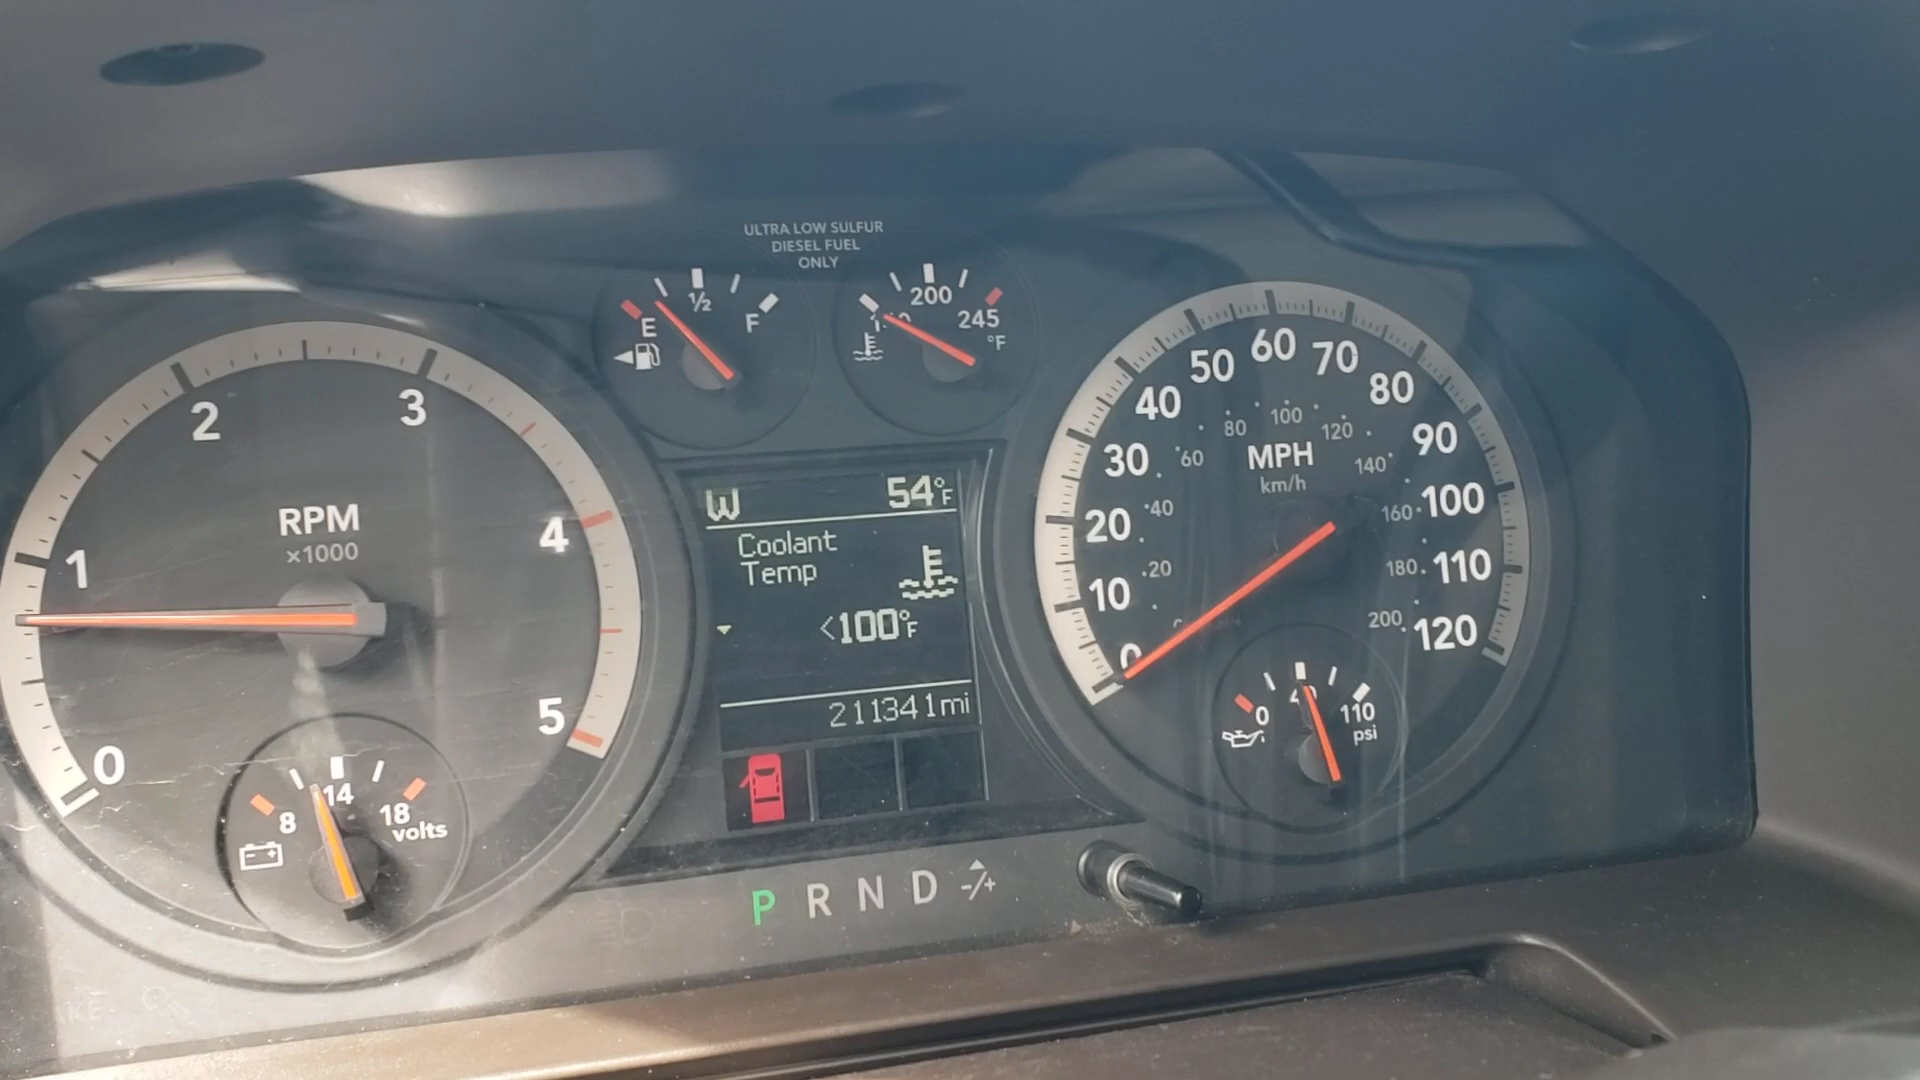 ULTRA LOW SULFUR
DIESEL FUEL
ONLY
E ½ F
200
245
°F
0 1 2 3 4 5
RPM
×1000
8 14 18
volts
W 54°F
Coolant
Temp
<100°F
211341mi
P R N D -/+
0 10 20 30 40 50 60 70 80 90 100 110 120
20 40 60 80 100 120 140 160 180 200
MPH
km/h
0 110
psi